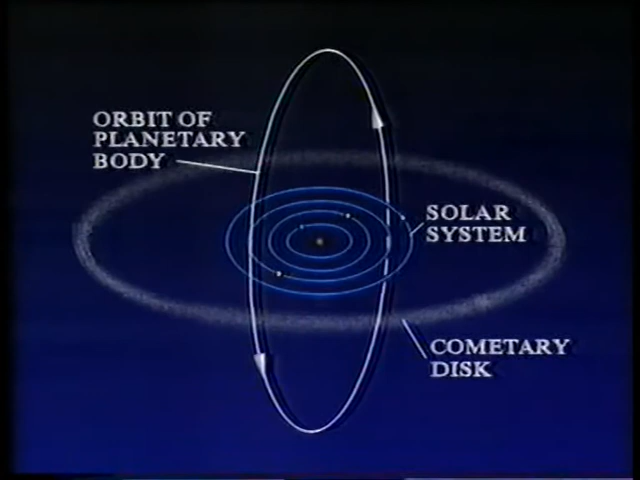 ORBIT OF
PLANETARY
BODY
SOLAR
SYSTEM
COMETARY
DISK